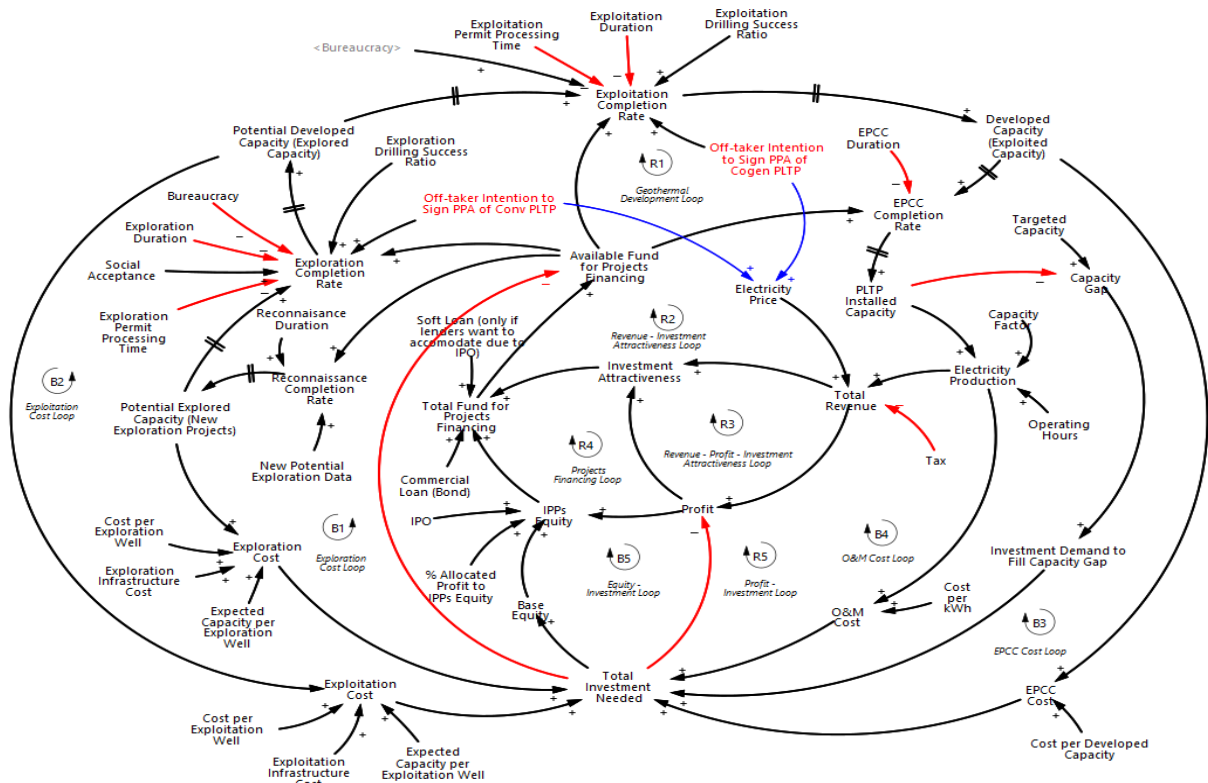 Exploitation
Permit Processing
Time
Exploitation
Duration
Exploitation
Drilling Success
Ratio
<Bureaucracy>
+
−
−
+
+
Exploitation
Completion
Rate
+
+
+
Potential Developed
Capacity (Explored
Capacity)
+
Exploration
Drilling Success
Ratio
R1
Geothermal
Development Loop
Off-taker Intention
to Sign PPA of
Cogen PLTP
EPCC
Duration
Developed
Capacity
(Exploited
Capacity)
+
−
+
EPCC
Completion
Rate
Bureaucracy
Exploration
Duration
Social
Acceptance
Exploration
Permit
Processing
Time
−
−
+
−
+
+
+
+
Exploration
Completion
Rate
Off-taker Intention to
Sign PPA of Conv PLTP
Available Fund
for Projects
Financing
−
+
+
+
Electricity
Price
+
PLTP
Installed
Capacity
Targeted
Capacity
+
−
Capacity
Gap
Reconnaisance
Duration
+
+
Reconnaissance
Completion
Rate
+
+
Potential Explored
Capacity (New
Exploration Projects)
New Potential
Exploration Data
B2
Exploitation
Cost Loop
Soft Loan (only if
lenders want to
accomodate due to
IPO)
+
+
Total Fund for
Projects
Financing
+
+
Commercial
Loan (Bond)
R2
Revenue - Investment
Attractiveness Loop
Investment
Attractiveness
+
+
R3
Revenue - Profit - Investment
Attractiveness Loop
R4
Projects
Financing Loop
+
+
−
Total
Revenue
Tax
Capacity
Factor
+
+
Electricity
Production
+
Operating
Hours
IPO
+
+
+
+
IPPs
Equity
+
−
Profit
% Allocated
Profit to
IPPs Equity
Base
Equity
+
B5
Equity -
Investment Loop
R5
Profit -
Investment Loop
B4
O&M Cost Loop
+
Investment Demand to
Fill Capacity Gap
Cost per
Exploration
Well
Exploration
Infrastructure
Cost
Expected
Capacity per
Exploration
Well
+
+
+
+
Exploration
Cost
B1
Exploration
Cost Loop
+
+
O&M
Cost
Cost
per
kWh
B3
EPCC Cost Loop
+
+
+
+
+
Total
Investment
Needed
+
+
+
+
+
Exploitation
Cost
Cost per
Exploitation
Well
Exploitation
Infrastructure
Cost
Expected
Capacity per
Exploitation Well
EPCC
Cost
+
+
Cost per Developed
Capacity